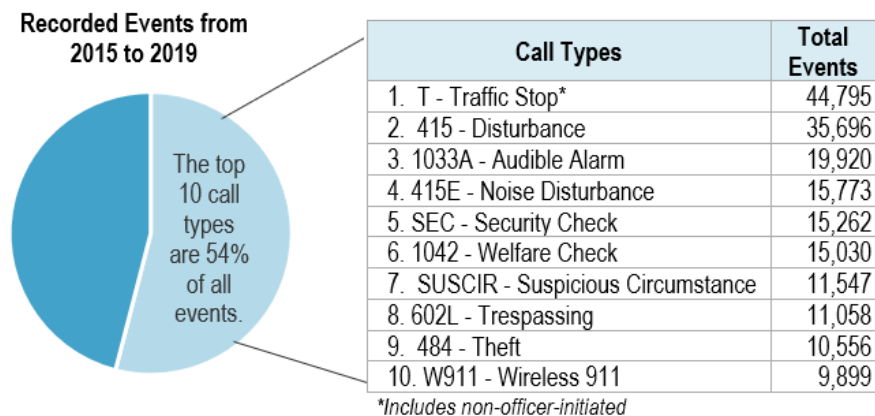 Recorded Events from
2015 to 2019
The top
10 call
types
are 54%
of all
events.
Call Types Total Events
1. T - Traffic Stop* 44,795
2. 415 - Disturbance 35,696
3. 1033A - Audible Alarm 19,920
4. 415E - Noise Disturbance 15,773
5. SEC - Security Check 15,262
6. 1042 - Welfare Check 15,030
7. SUSCIR - Suspicious Circumstance 11,547
8. 602L - Trespassing 11,058
9. 484 - Theft 10,556
10. W911 - Wireless 911 9,899
*Includes non-officer-initiated